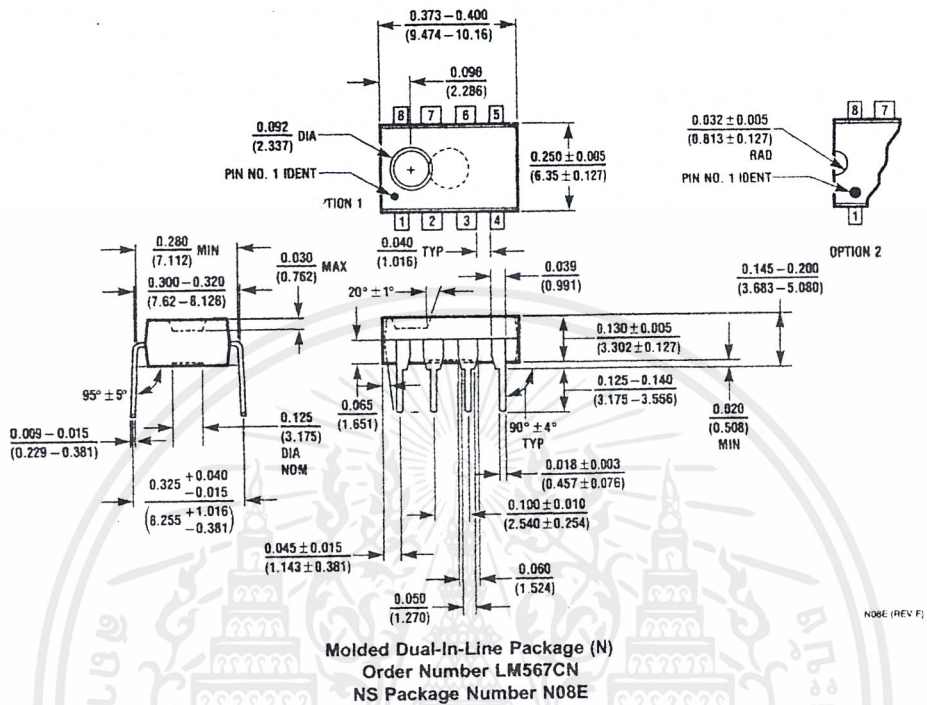 0.373 – 0.400
(9.474 – 10.16)
0.090
(2.286)
0.092 DIA
(2.337)
PIN NO. 1 IDENT
TION 1
8 7 6 5
1 2 3 4
0.250 ± 0.005
(6.35 ± 0.127)
0.032 ± 0.005
(0.813 ± 0.127)
RAD
PIN NO. 1 IDENT
8 7
1
OPTION 2
0.280 MIN
(7.112)
0.300 – 0.320
(7.62 – 8.128)
0.030 MAX
(0.762)
0.040 TYP
(1.016)
0.039
(0.991)
0.145 – 0.200
(3.683 – 5.080)
20° ± 1°
0.130 ± 0.005
(3.302 ± 0.127)
0.125 – 0.140
(3.175 – 3.556)
0.020
(0.508)
MIN
95° ± 5°
0.009 – 0.015
(0.229 – 0.381)
0.125
(3.175)
DIA
NOM
0.065
(1.651)
90° ± 4°
TYP
0.018 ± 0.003
(0.457 ± 0.076)
0.325 +0.040 –0.015
(8.255 +1.016 –0.381)
0.100 ± 0.010
(2.540 ± 0.254)
0.045 ± 0.015
(1.143 ± 0.381)
0.060
(1.524)
0.050
(1.270)
N08E (REV F)
Molded Dual-In-Line Package (N)
Order Number LM567CN
NS Package Number N08E